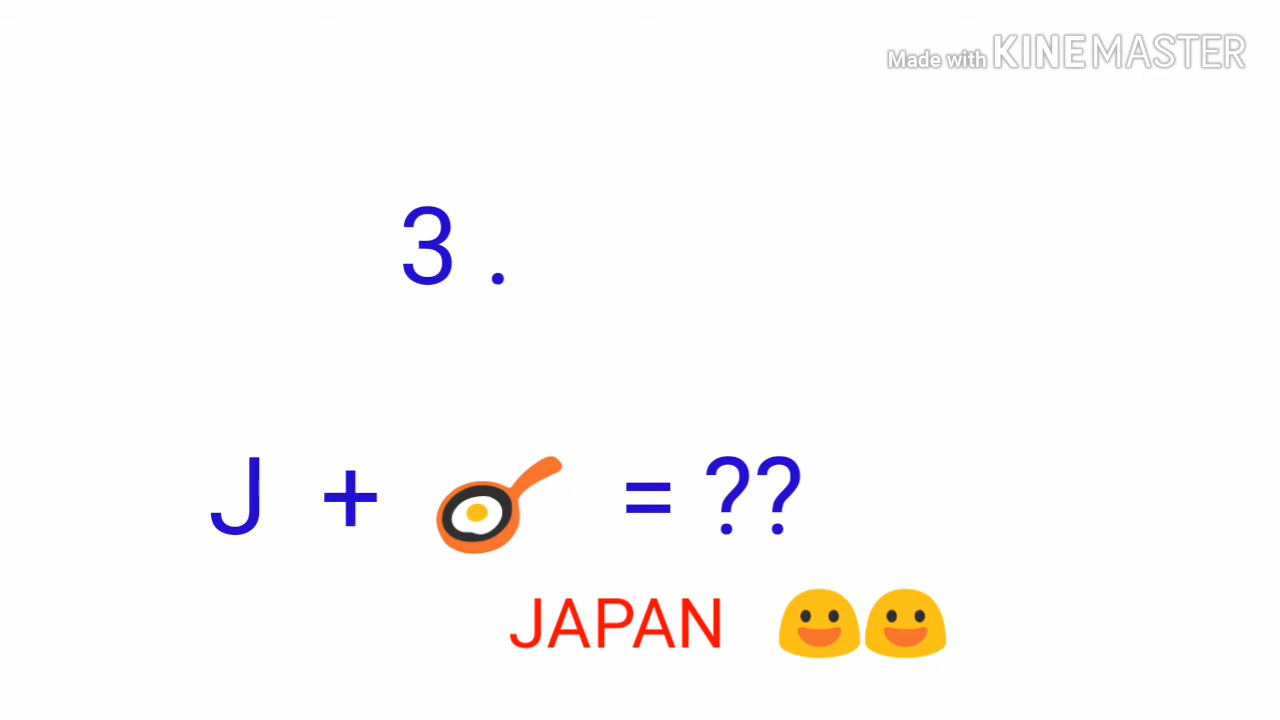 Made with KINEMASTER
3 .
J + 🍳 = ??
JAPAN 😃😃